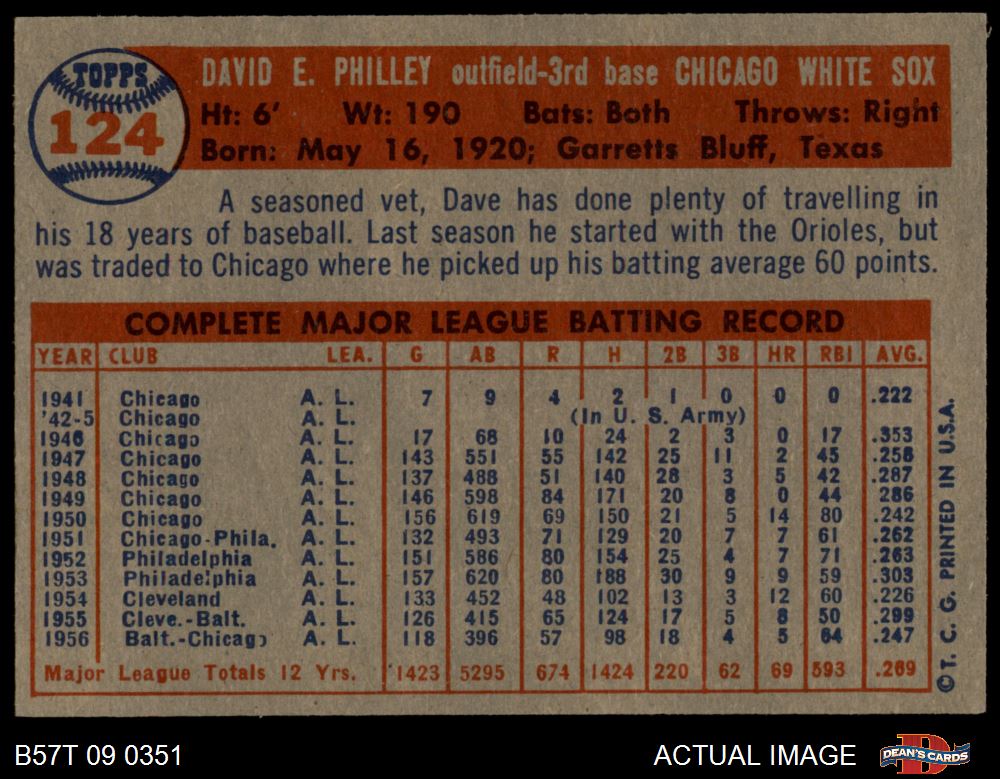 TOPPS
124
DAVID E. PHILLEY outfield-3rd base CHICAGO WHITE SOX
Ht: 6' Wt: 190 Bats: Both Throws: Right
Born: May 16, 1920; Garretts Bluff, Texas
A seasoned vet, Dave has done plenty of travelling in
his 18 years of baseball. Last season he started with the Orioles, but
was traded to Chicago where he picked up his batting average 60 points.
COMPLETE MAJOR LEAGUE BATTING RECORD
YEAR CLUB LEA. G AB R H 2B 3B HR RBI AVG.
1941 Chicago A. L. 7 9 4 2 1 0 0 0 .222
'42-5 Chicago A. L. (In U. S. Army)
1946 Chicago A. L. 17 68 10 24 2 3 0 17 .353
1947 Chicago A. L. 143 551 55 142 25 11 2 45 .258
1948 Chicago A. L. 137 488 51 140 28 3 5 42 .287
1949 Chicago A. L. 146 598 84 171 20 8 0 44 .286
1950 Chicago A. L. 156 619 69 150 21 5 14 80 .242
1951 Chicago-Phila. A. L. 132 493 71 129 20 7 7 61 .262
1952 Philadelphia A. L. 151 586 80 154 25 4 7 71 .263
1953 Philadelphia A. L. 157 620 80 188 30 9 9 59 .303
1954 Cleveland A. L. 133 452 48 102 13 3 12 60 .226
1955 Cleve.-Balt. A. L. 126 415 65 124 17 5 8 50 .299
1956 Balt.-Chicago A. L. 118 396 57 98 18 4 5 64 .247
Major League Totals 12 Yrs. 1423 5295 674 1424 220 62 69 593 .269
©T. C. G. PRINTED IN U.S.A.
B57T 09 0351
ACTUAL IMAGE
DEAN'S CARDS